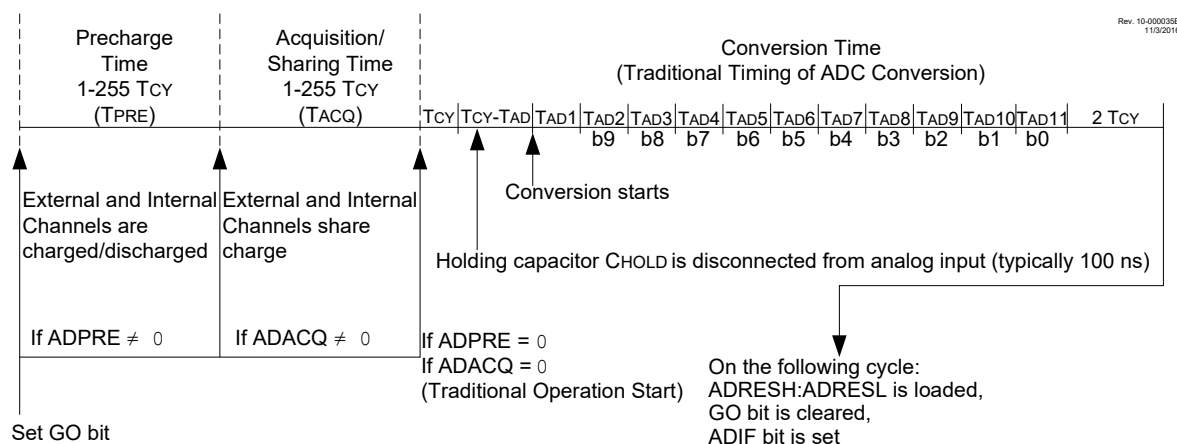 Rev. 10-000035B
11/3/2016
Precharge
Time
1-255 TCY
(TPRE)
Acquisition/
Sharing Time
1-255 TCY
(TACQ)
Conversion Time
(Traditional Timing of ADC Conversion)
TCY TCY-TAD TAD1 TAD2 TAD3 TAD4 TAD5 TAD6 TAD7 TAD8 TAD9 TAD10 TAD11 2 TCY
b9 b8 b7 b6 b5 b4 b3 b2 b1 b0
External and Internal
Channels are
charged/discharged
External and Internal
Channels share
charge
Conversion starts
Holding capacitor CHOLD is disconnected from analog input (typically 100 ns)
If ADPRE ≠ 0
If ADACQ ≠ 0
If ADPRE = 0
If ADACQ = 0
(Traditional Operation Start)
On the following cycle:
ADRESH:ADRESL is loaded,
GO bit is cleared,
ADIF bit is set
Set GO bit